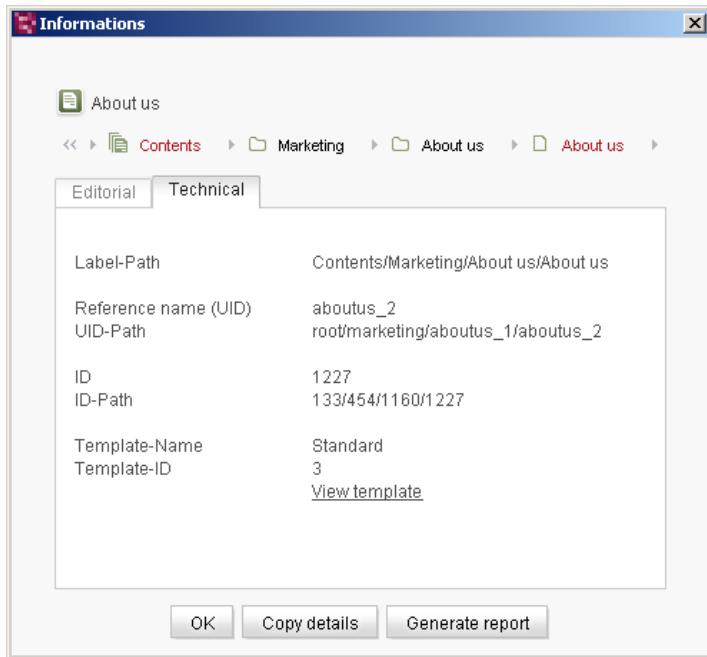 Informations
About us
Contents Marketing About us About us
Editorial Technical
Label-Path Contents/Marketing/About us/About us
Reference name (UID) aboutus_2
UID-Path root/marketing/aboutus_1/aboutus_2
ID 1227
ID-Path 133/454/1160/1227
Template-Name Standard
Template-ID 3
View template
OK Copy details Generate report